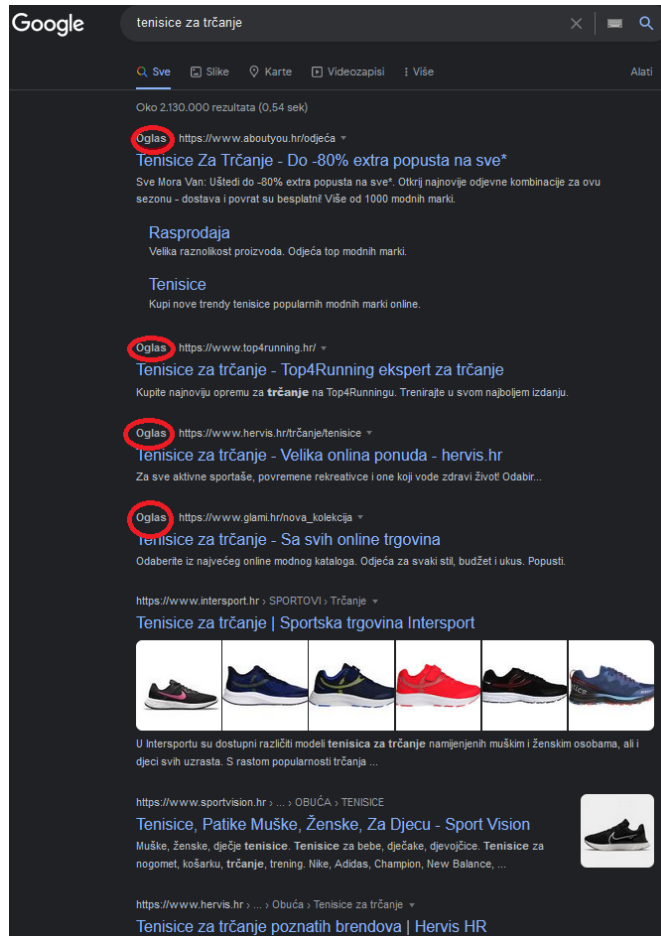 Google
tenisice za trčanje
Sve Slike Karte Videozapisi Više Alati
Oko 2.130.000 rezultata (0,54 sek)
Oglas · https://www.aboutyou.hr/odjeća
Tenisice Za Trčanje - Do -80% extra popusta na sve*
Sve Mora Van: Uštedi do -80% extra popusta na sve*. Otkrij najnovije odjevne kombinacije za ovu
sezonu - dostava i povrat su besplatni! Više od 1000 modnih marki.
Rasprodaja
Velika raznolikost proizvoda. Odjeća top modnih marki.
Tenisice
Kupi nove trendy tenisice popularnih modnih marki online.
Oglas · https://www.top4running.hr/
Tenisice za trčanje - Top4Running ekspert za trčanje
Kupite najnoviju opremu za trčanje na Top4Runningu. Trenirajte u svom najboljem izdanju.
Oglas · https://www.hervis.hr/trčanje/tenisice
Tenisice za trčanje - Velika onlina ponuda - hervis.hr
Za sve aktivne sportaše, povremene rekreativce i one koji vode zdravi život! Odabir...
Oglas · https://www.glami.hr/nova_kolekcija
Tenisice za trčanje - Sa svih online trgovina
Odaberite iz najvećeg online modnog kataloga. Odjeća za svaki stil, budžet i ukus. Popusti.
https://www.intersport.hr › SPORTOVI › Trčanje
Tenisice za trčanje | Sportska trgovina Intersport
U Intersportu su dostupni različiti modeli tenisica za trčanje namijenjenih muškim i ženskim osobama, ali i
djeci svih uzrasta. S rastom popularnosti trčanja ...
https://www.sportvision.hr › ... › OBUĆA › TENISICE
Tenisice, Patike Muške, Ženske, Za Djecu - Sport Vision
Muške, ženske, dječje tenisice. Tenisice za bebe, dječake, djevojčice. Tenisice za
nogomet, košarku, trčanje, trening. Nike, Adidas, Champion, New Balance, ...
https://www.hervis.hr › ... › Obuća › Tenisice za trčanje
Tenisice za trčanje poznatih brendova | Hervis HR